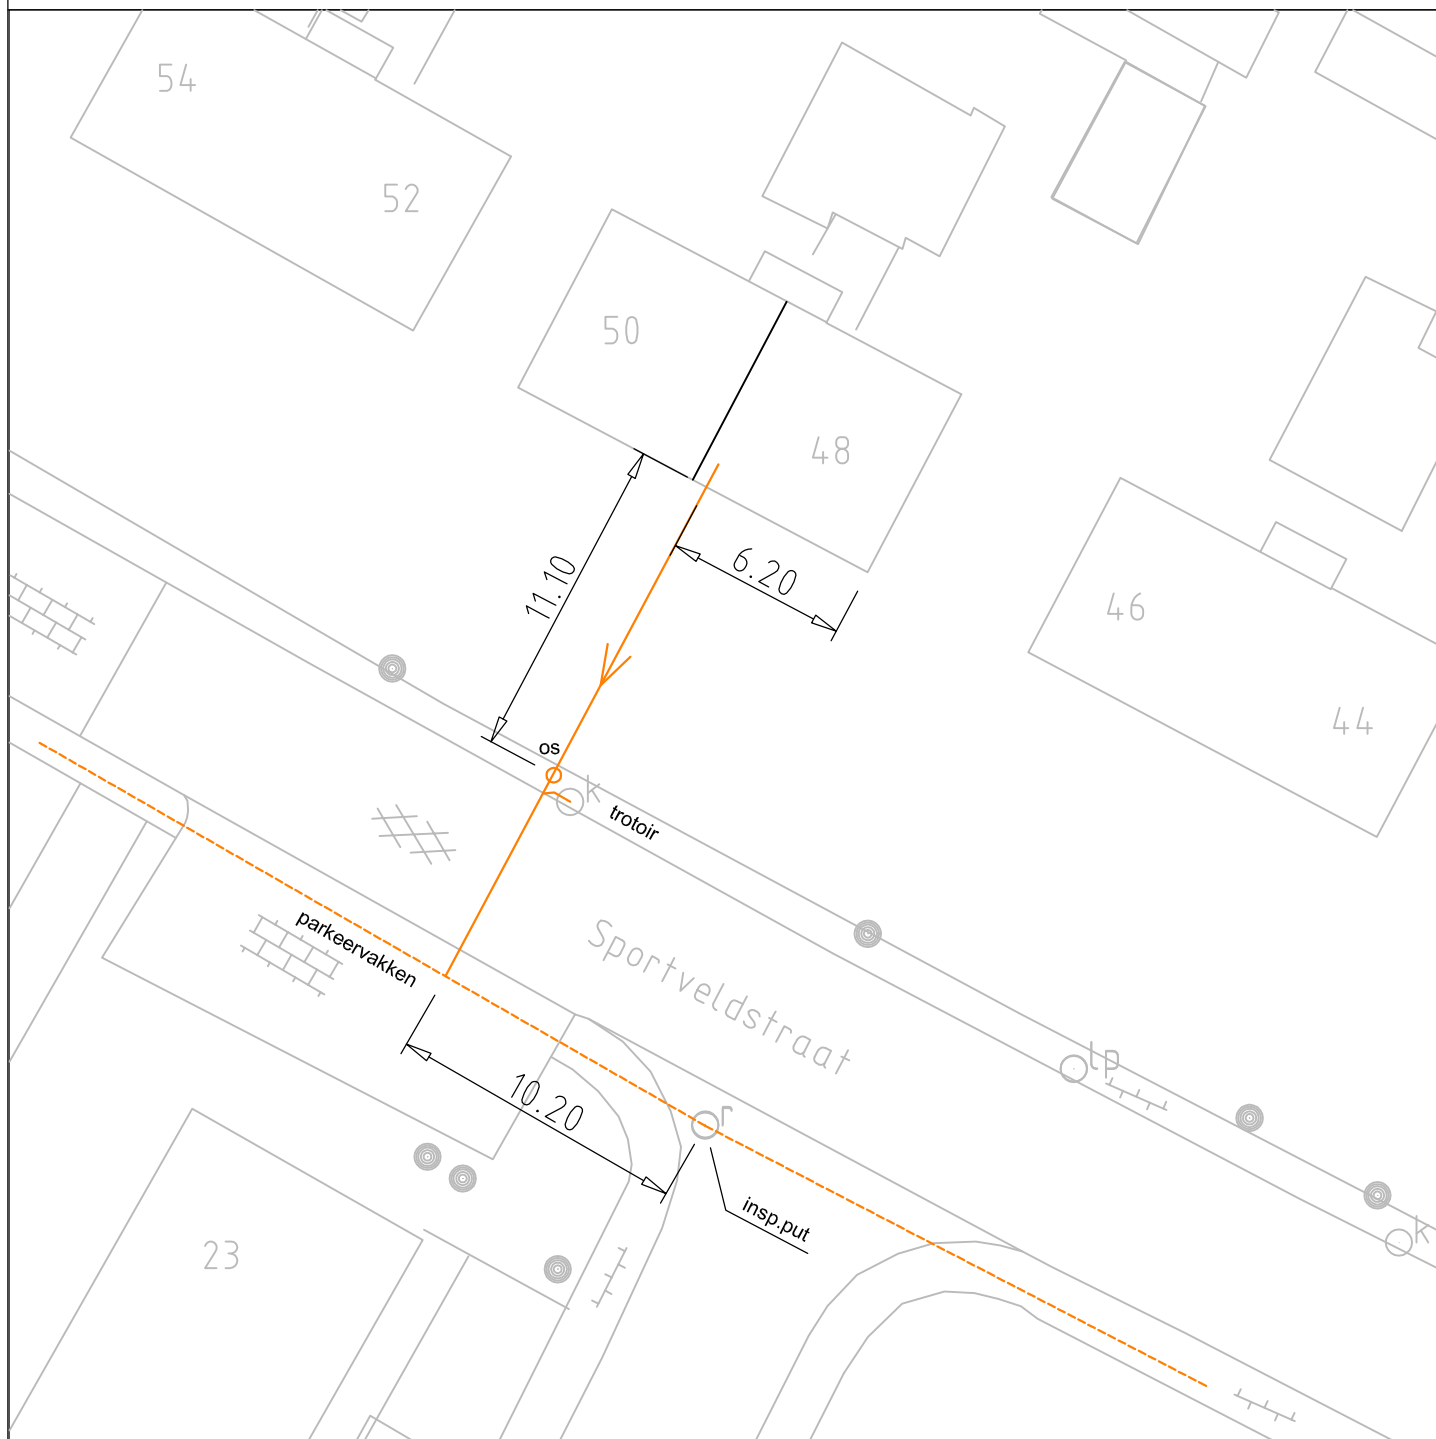 54
52
50
48
11.10
6.20
46
44
os
k
trotoir
parkeervakken
Sportveldstraat
lp
10.20
r
insp.put
k
23